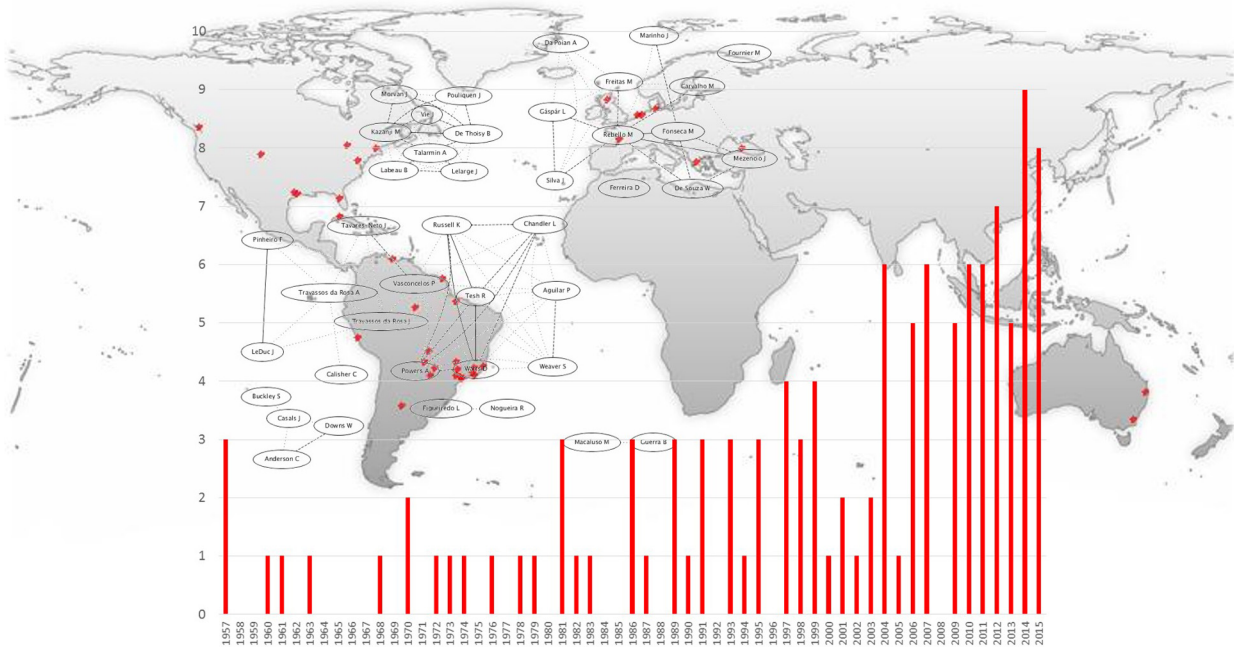 10
Da Poian A
Marinho J
Fournier M
9
Morvan J
Pouliquen J
Freitas M
Carvalho M
Vié J
Gáspár L
8
Kazanji M
De Thoisy B
Rebello M
Fonseca M
Talarmin A
Mezencio J
Labeau B
Lelarge J
Silva J
Ferreira D
De Souza W
7
Tavares-Neto J
Russell K
Chandler L
Pinheiro F
6
Vasconcelos P
Travassos da Rosa A
Tesh R
Aguilar P
5
Travassos da Rosa J
LeDuc J
Calisher C
Powers A
Weaver S
4
Buckley S
Figueiredo L
Nogueira R
Casals J
Downs W
3
Macaluso M
Guerra B
Anderson C
2
1
0
1957 1958 1959 1960 1961 1962 1963 1964 1965 1966 1967 1968 1969 1970 1971 1972 1973 1974 1975 1976 1977 1978 1979 1980 1981 1982 1983 1984 1985 1986 1987 1988 1989 1990 1991 1992 1993 1994 1995 1996 1997 1998 1999 2000 2001 2002 2003 2004 2005 2006 2007 2008 2009 2010 2011 2012 2013 2014 2015